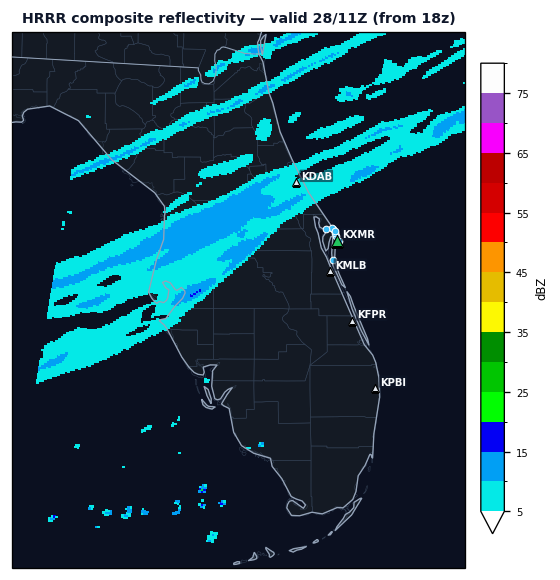 HRRR composite reflectivity — valid 28/11Z (from 18z)
75
KDAB
65
KXMR
55
KMLB
45
dBZ
KFPR
35
KPBI
25
15
5